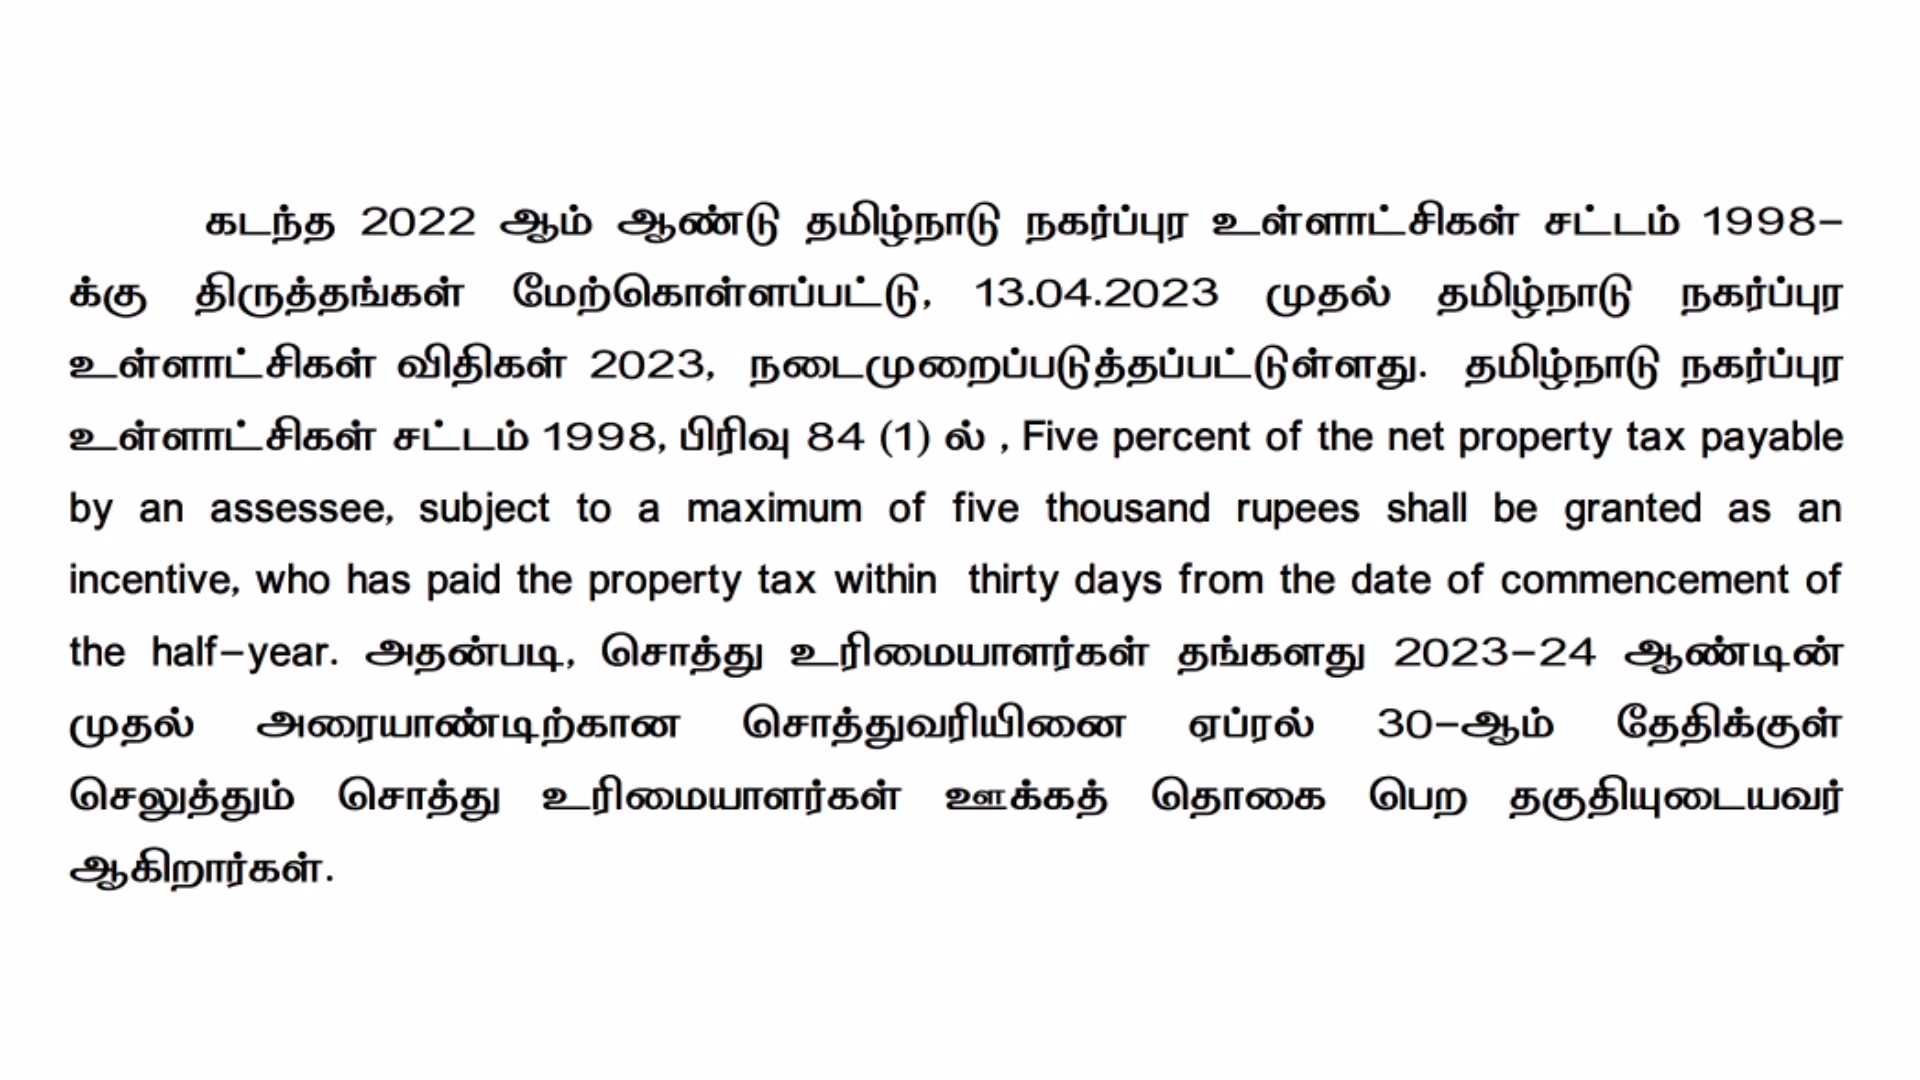 கடந்த 2022 ஆம் ஆண்டு தமிழ்நாடு நகர்ப்புர உள்ளாட்சிகள் சட்டம் 1998–
க்கு திருத்தங்கள் மேற்கொள்ளப்பட்டு, 13.04.2023 முதல் தமிழ்நாடு நகர்ப்புர
உள்ளாட்சிகள் விதிகள் 2023, நடைமுறைப்படுத்தப்பட்டுள்ளது. தமிழ்நாடு நகர்ப்புர
உள்ளாட்சிகள் சட்டம் 1998, பிரிவு 84 (1) ல் , Five percent of the net property tax payable
by an assessee, subject to a maximum of five thousand rupees shall be granted as an
incentive, who has paid the property tax within thirty days from the date of commencement of
the half–year. அதன்படி, சொத்து உரிமையாளர்கள் தங்களது 2023–24 ஆண்டின்
முதல் அரையாண்டிற்கான சொத்துவரியினை ஏப்ரல் 30–ஆம் தேதிக்குள்
செலுத்தும் சொத்து உரிமையாளர்கள் ஊக்கத் தொகை பெற தகுதியுடையவர்
ஆகிறார்கள்.